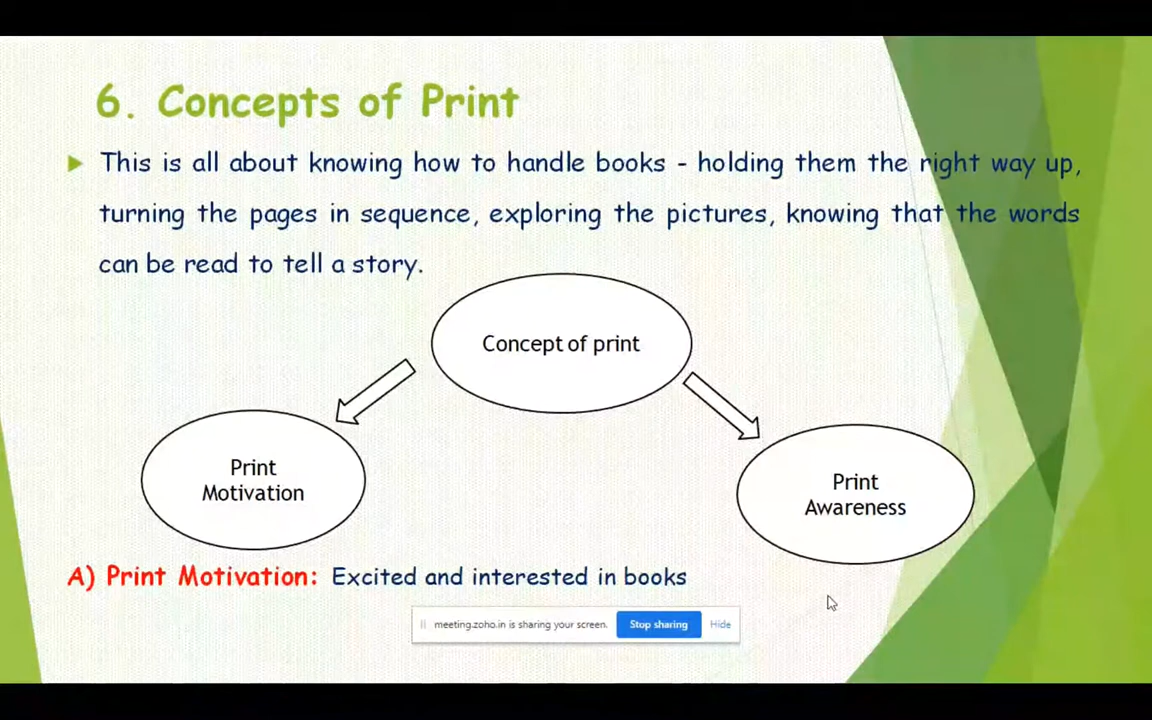 6. Concepts of Print
This is all about knowing how to handle books - holding them the right way up,
turning the pages in sequence, exploring the pictures, knowing that the words
can be read to tell a story.
Concept of print
Print
Motivation
Print
Awareness
A) Print Motivation: Excited and interested in books
meeting.zoho.in is sharing your screen. Stop sharing Hide